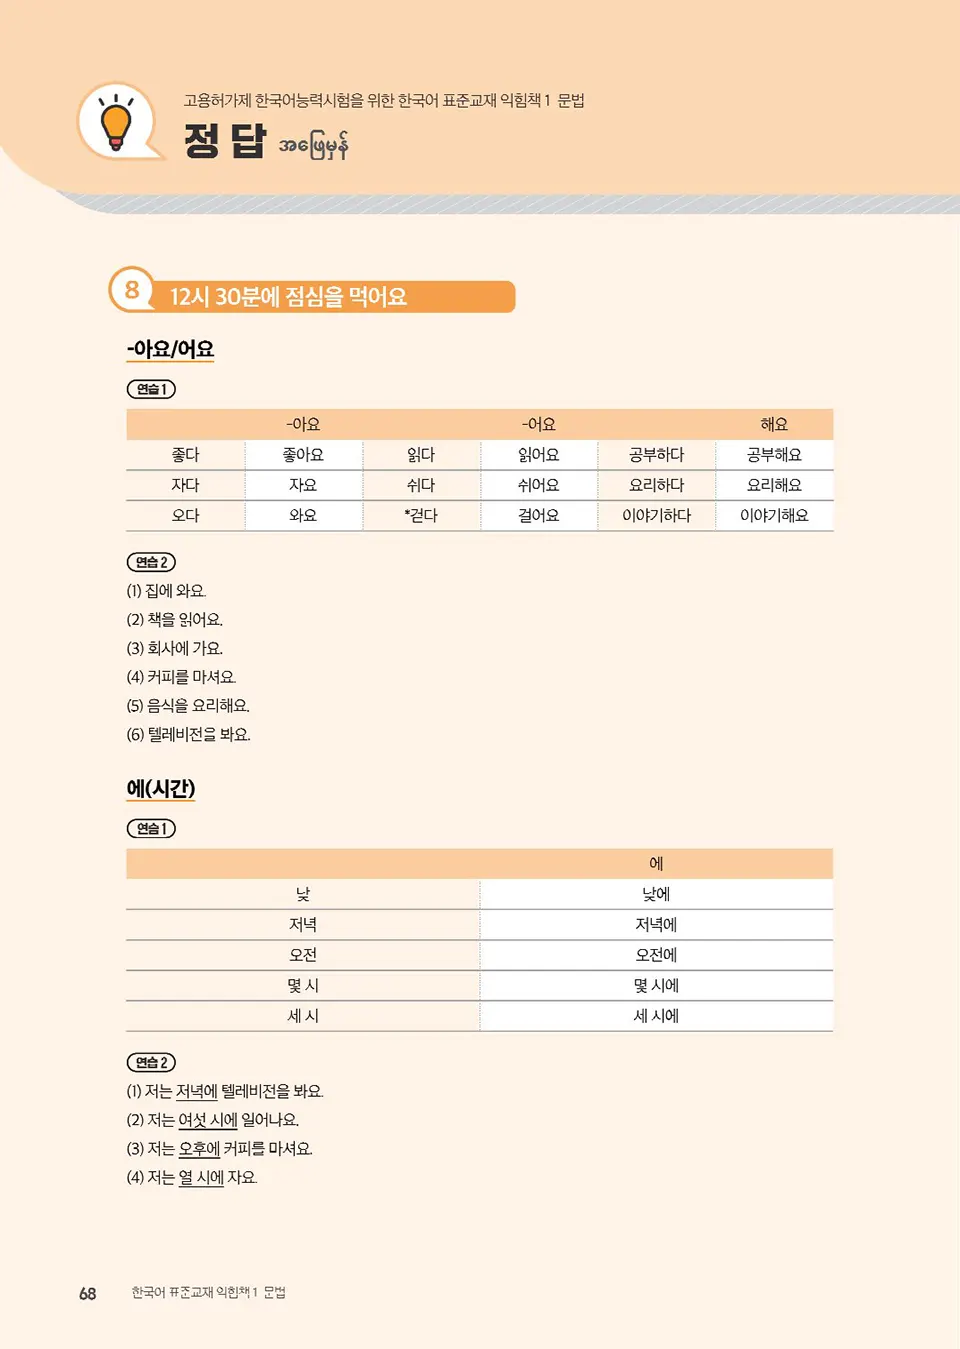 고용허가제 한국어능력시험을 위한 한국어 표준교재 익힘책 1 문법
정 답 အဖြေမှန်
8 12시 30분에 점심을 먹어요
-아요/어요
연습 1
-아요 -어요 해요
좋다 좋아요 읽다 읽어요 공부하다 공부해요
자다 자요 쉬다 쉬어요 요리하다 요리해요
오다 와요 *걷다 걸어요 이야기하다 이야기해요
연습 2
(1) 집에 와요.
(2) 책을 읽어요.
(3) 회사에 가요.
(4) 커피를 마셔요.
(5) 음식을 요리해요.
(6) 텔레비전을 봐요.
에(시간)
연습 1
에
낮 낮에
저녁 저녁에
오전 오전에
몇 시 몇 시에
세 시 세 시에
연습 2
(1) 저는 저녁에 텔레비전을 봐요.
(2) 저는 여섯 시에 일어나요.
(3) 저는 오후에 커피를 마셔요.
(4) 저는 열 시에 자요.
68 한국어 표준교재 익힘책 1 문법